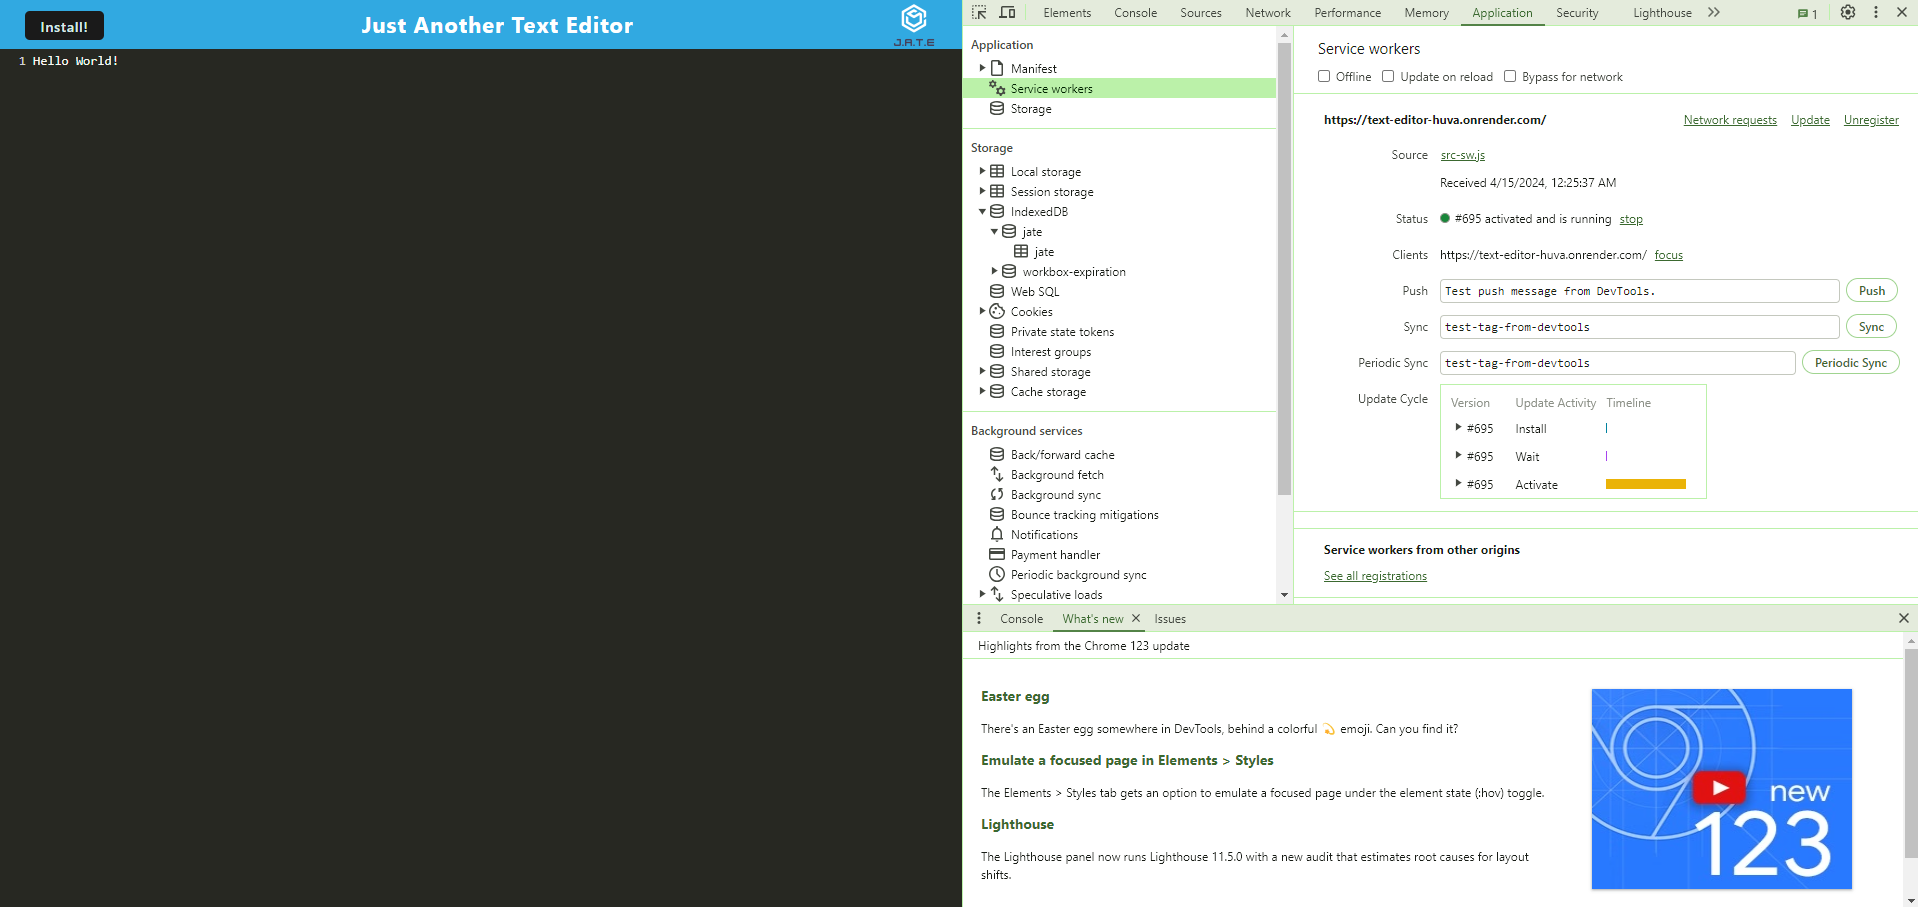 Install!
Just Another Text Editor
J.A.T.E
1 Hello World!
Elements Console Sources Network Performance Memory Application Security Lighthouse 1
Application
Manifest
Service workers
Storage
Storage
Local storage
Session storage
IndexedDB
jate
jate
workbox-expiration
Web SQL
Cookies
Private state tokens
Interest groups
Shared storage
Cache storage
Background services
Back/forward cache
Background fetch
Background sync
Bounce tracking mitigations
Notifications
Payment handler
Periodic background sync
Speculative loads
Service workers
Offline Update on reload Bypass for network
https://text-editor-huva.onrender.com/ Network requests Update Unregister
Source src-sw.js
Received 4/15/2024, 12:25:37 AM
Status #695 activated and is running stop
Clients https://text-editor-huva.onrender.com/ focus
Push Test push message from DevTools. Push
Sync test-tag-from-devtools Sync
Periodic Sync test-tag-from-devtools Periodic Sync
Update Cycle Version Update Activity Timeline
#695 Install
#695 Wait
#695 Activate
Service workers from other origins
See all registrations
Console What's new Issues
Highlights from the Chrome 123 update
Easter egg
There's an Easter egg somewhere in DevTools, behind a colorful 💫 emoji. Can you find it?
Emulate a focused page in Elements > Styles
The Elements > Styles tab gets an option to emulate a focused page under the element state (:hov) toggle.
Lighthouse
The Lighthouse panel now runs Lighthouse 11.5.0 with a new audit that estimates root causes for layout
shifts.
new
123